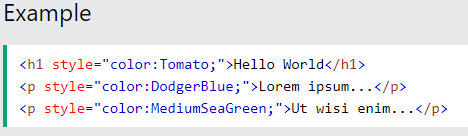 Example
<h1 style="color:Tomato;">Hello World</h1>
<p style="color:DodgerBlue;">Lorem ipsum...</p>
<p style="color:MediumSeaGreen;">Ut wisi enim...</p>